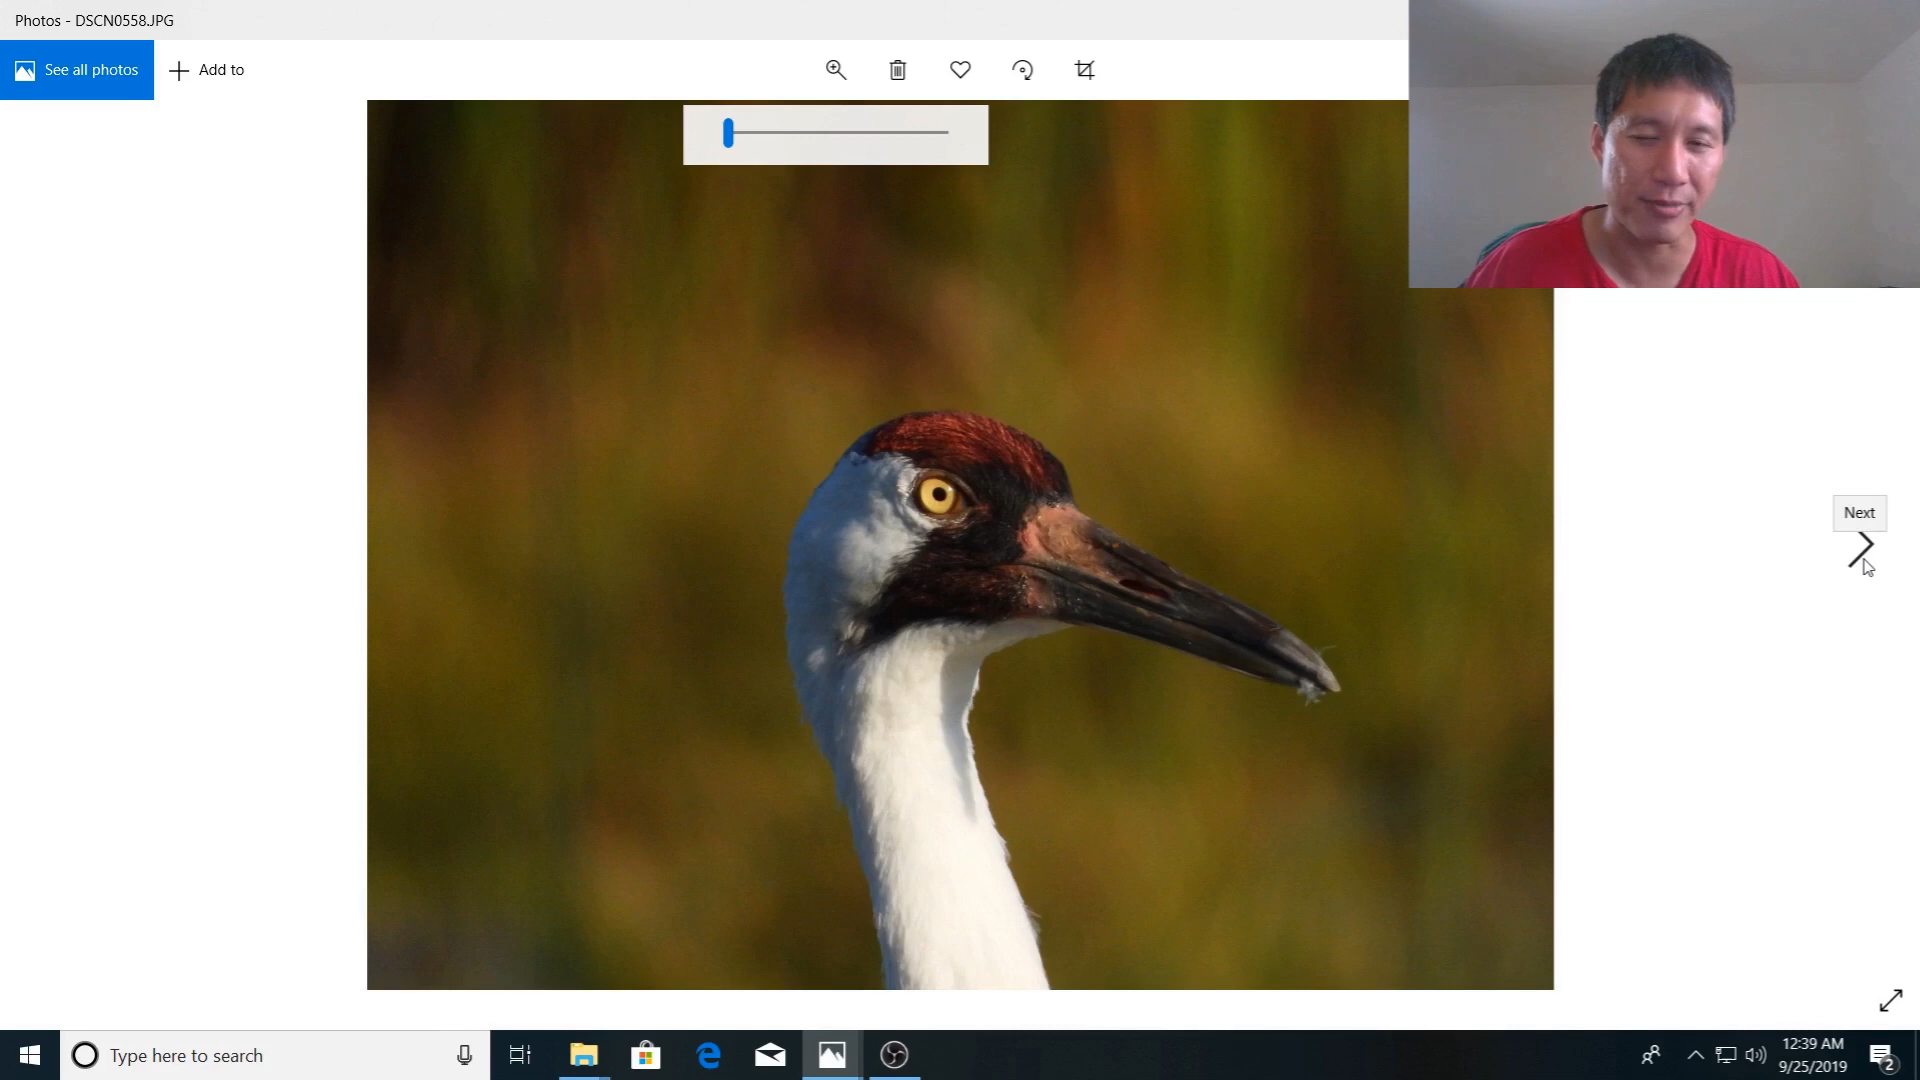 Photos - DSCN0558.JPG
See all photos
Add to
Next
Type here to search
12:39 AM
9/25/2019
2